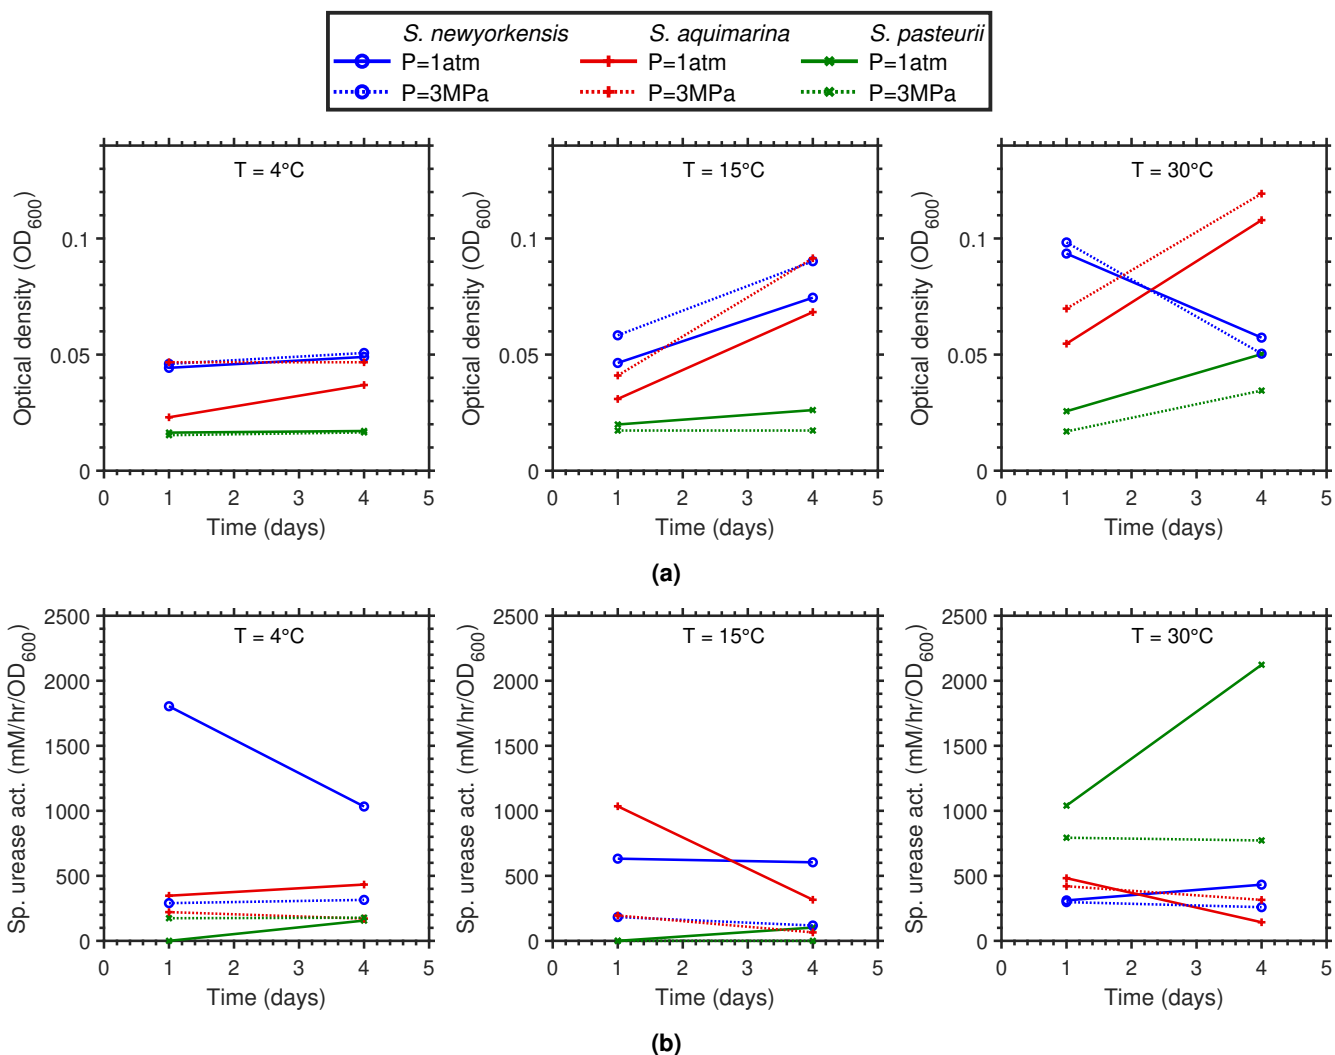 S. newyorkensis S. aquimarina S. pasteurii
P=1atm P=1atm P=1atm
P=3MPa P=3MPa P=3MPa
T = 4°C
Optical density (OD600)
0.1
0.05
0
0 1 2 3 4 5
Time (days)
T = 15°C
Optical density (OD600)
0.1
0.05
0
0 1 2 3 4 5
Time (days)
T = 30°C
Optical density (OD600)
0.1
0.05
0
0 1 2 3 4 5
Time (days)
(a)
T = 4°C
Sp. urease act. (mM/hr/OD600)
2500
2000
1500
1000
500
0
0 1 2 3 4 5
Time (days)
T = 15°C
Sp. urease act. (mM/hr/OD600)
2500
2000
1500
1000
500
0
0 1 2 3 4 5
Time (days)
T = 30°C
Sp. urease act. (mM/hr/OD600)
2500
2000
1500
1000
500
0
0 1 2 3 4 5
Time (days)
(b)